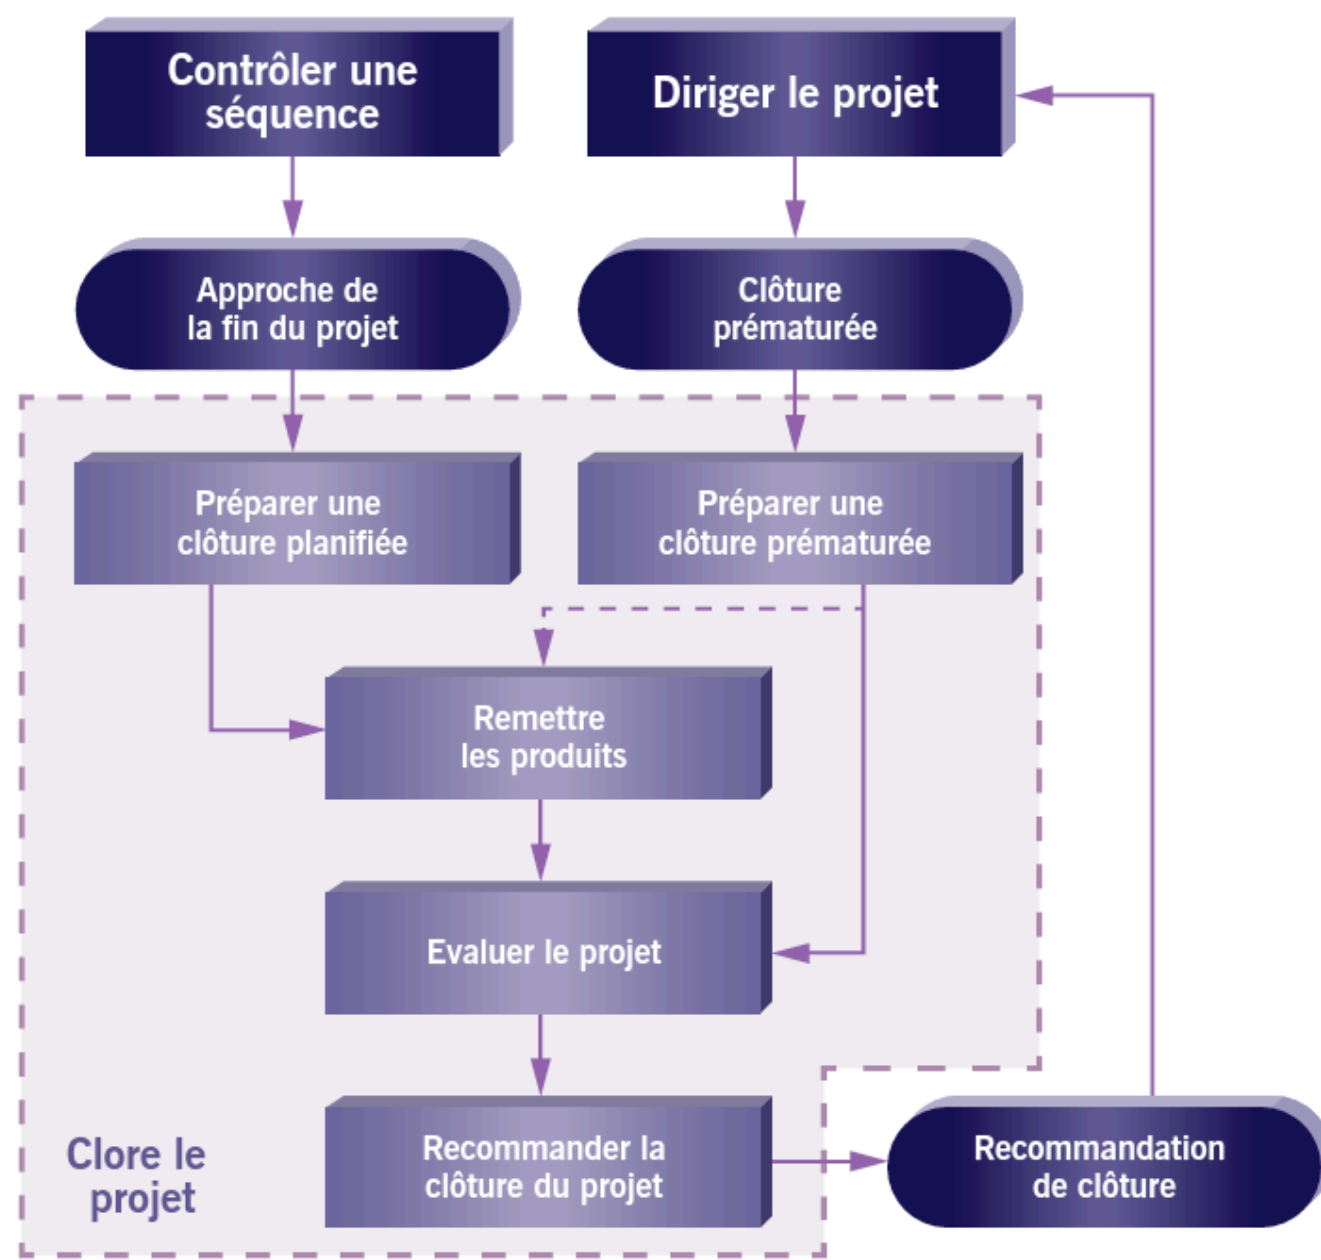 Contrôler une
séquence
Diriger le projet
Approche de
la fin du projet
Clôture
prématurée
Préparer une
clôture planifiée
Préparer une
clôture prématurée
Remettre
les produits
Evaluer le projet
Recommander la
clôture du projet
Clore le
projet
Recommandation
de clôture